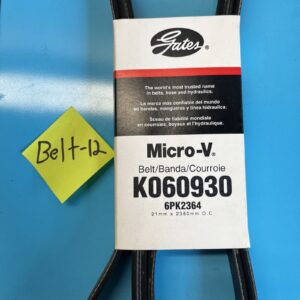 Gates®
The world's most trusted name
in belts, hose and hydraulics.
La marca más confiable del mundo
en bandas, mangueras y línea hidráulica.
Sceau de fiabilité mondiale
en courroies, boyaux et l'hydraulique.
Belt-12
Micro-V®
Belt/Banda/Courroie
K060930
6PK2364
21mm x 2380mm O.C